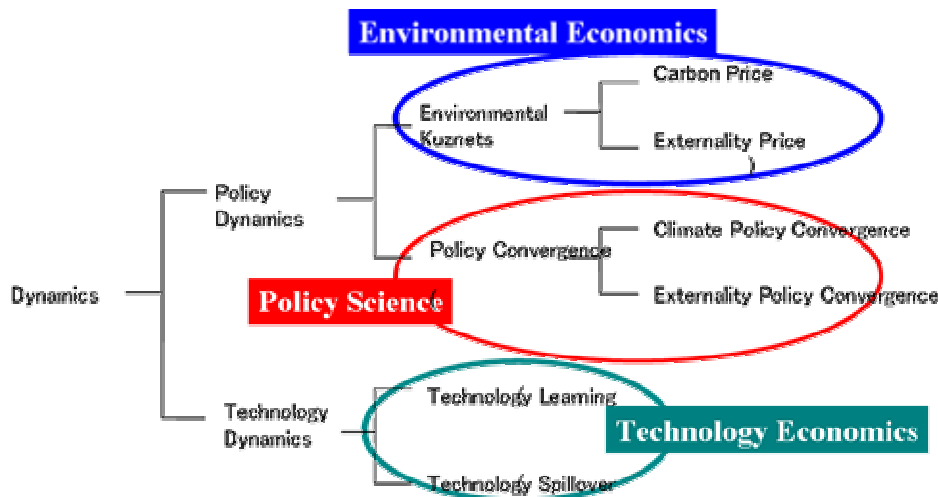 Environmental Economics
Carbon Price
Environmental
Kuznets
Externality Price
)
Policy
Dynamics
Climate Policy Convergence
Policy Convergence
Dynamics
Policy Science
(
Externality Policy Convergence
Technology Learning
Technology
Dynamics
Technology Economics
Technology Spillover